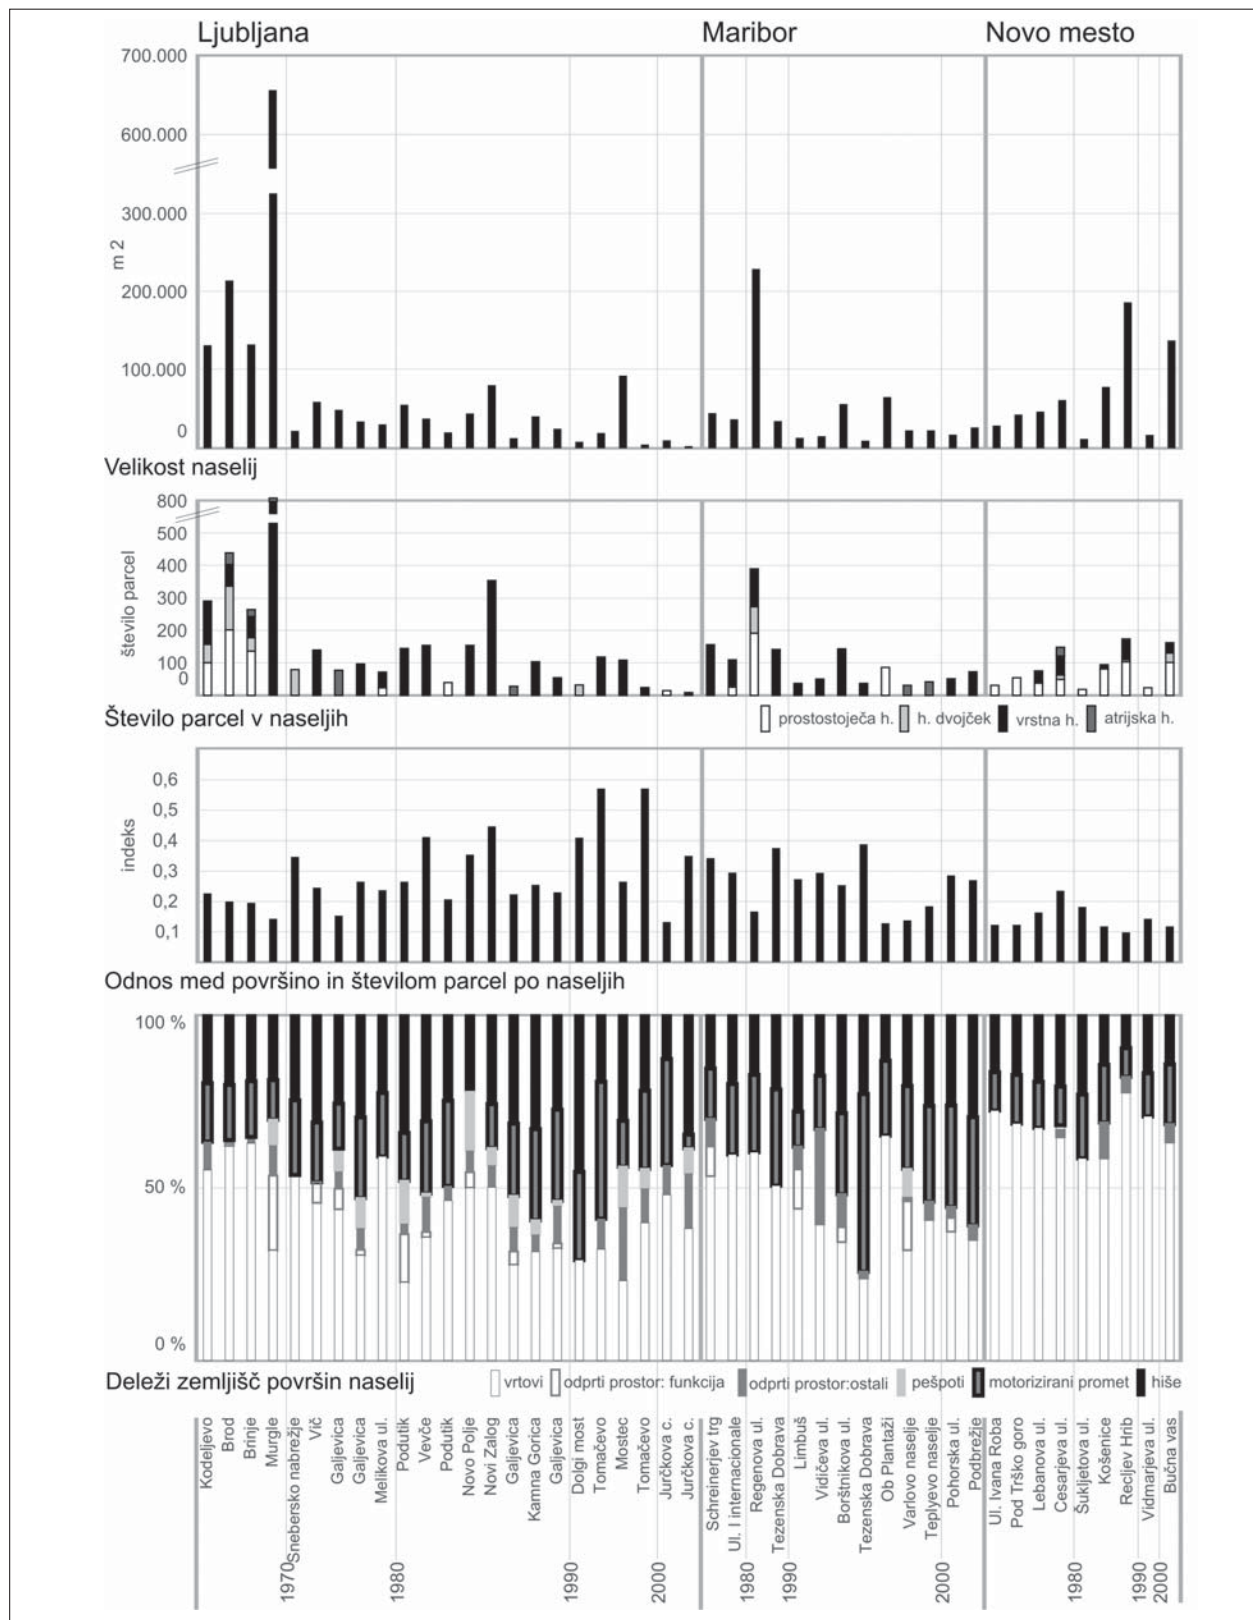 Ljubljana Maribor Novo mesto
700.000
600.000
300.000
m 2
200.000
100.000
0
Velikost naselij
800
500
400
število parcel
300
200
100
0
Število parcel v naseljih
prostostoječa h. h. dvojček vrstna h. atrijska h.
0,6
0,5
indeks
0,4
0,3
0,2
0,1
Odnos med površino in številom parcel po naseljih
100 %
50 %
0 %
Deleži zemljišč površin naselij
vrtovi odprti prostor: funkcija odprti prostor:ostali pešpoti motorizirani promet hiše
Kodeljevo
Brod
Brinje
Murgle
1970
Snebersko nabrežje
Vič
Galjevica
Galjevica
Melikova ul.
1980
Podutik
Vevče
Podutik
Novo Polje
Novi Zalog
Galjevica
Kamna Gorica
Galjevica
1990
Dolgi most
Tomačevo
Mostec
Tomačevo
2000
Jurčkova c.
Jurčkova c.
Schreinerjev trg
Ul. I internacionale
1980
Regenova ul.
Tezenska Dobrava
1990
Limbuš
Vidičeva ul.
Borštnikova ul.
Tezenska Dobrava
Ob Plantaži
Varlovo naselje
Teplyevo naselje
2000
Pohorska ul.
Podbrežje
Ul. Ivana Roba
Pod Trško goro
Lebanova ul.
Cesarjeva ul.
1980
Šukljetova ul.
Košenice
Recljev Hrib
1990
Vidmarjeva ul.
2000
Bučna vas